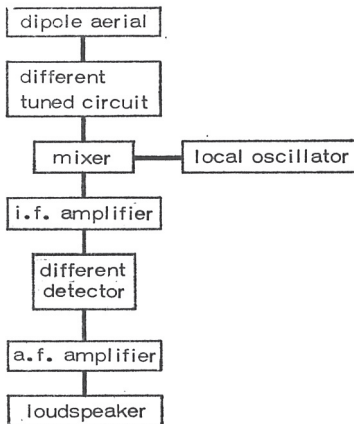 dipole aerial
different
tuned circuit
mixer
local oscillator
i.f. amplifier
different
detector
a.f. amplifier
loudspeaker